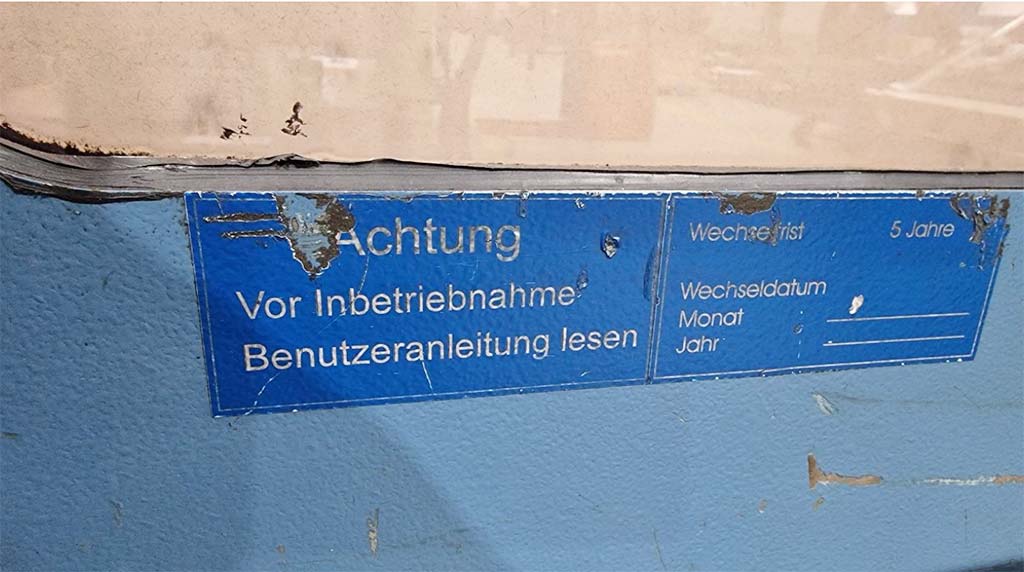 Achtung
Vor Inbetriebnahme
Benutzeranleitung lesen
Wechselfrist 5 Jahre
Wechseldatum
Monat
Jahr